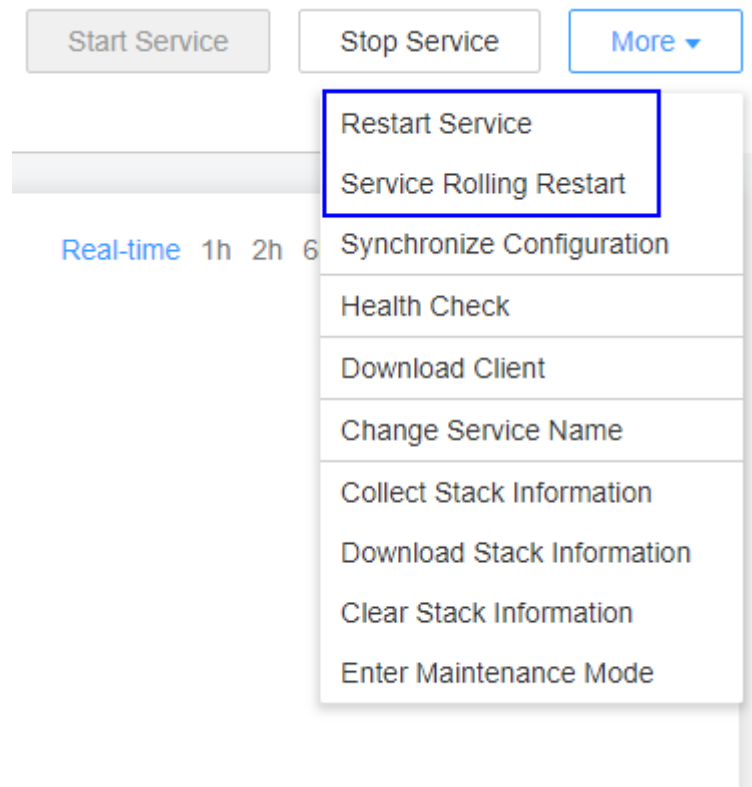 Start Service Stop Service More
Restart Service
Service Rolling Restart
Real-time 1h 2h 6 Synchronize Configuration
Health Check
Download Client
Change Service Name
Collect Stack Information
Download Stack Information
Clear Stack Information
Enter Maintenance Mode